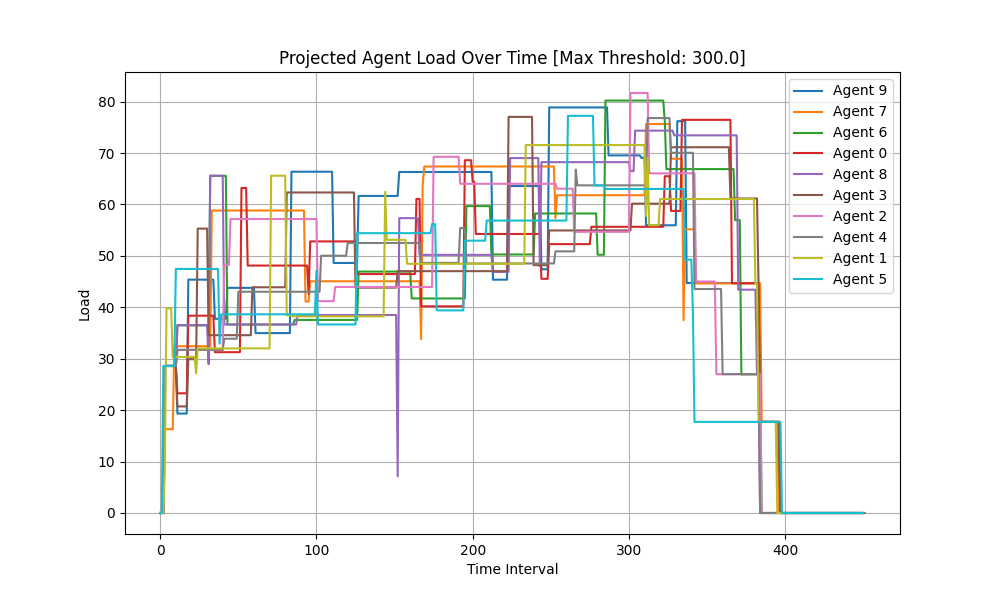 Projected Agent Load Over Time [Max Threshold: 300.0]
Load
80
70
60
50
40
30
20
10
0
0 100 200 300 400
Time Interval
Agent 9
Agent 7
Agent 6
Agent 0
Agent 8
Agent 3
Agent 2
Agent 4
Agent 1
Agent 5